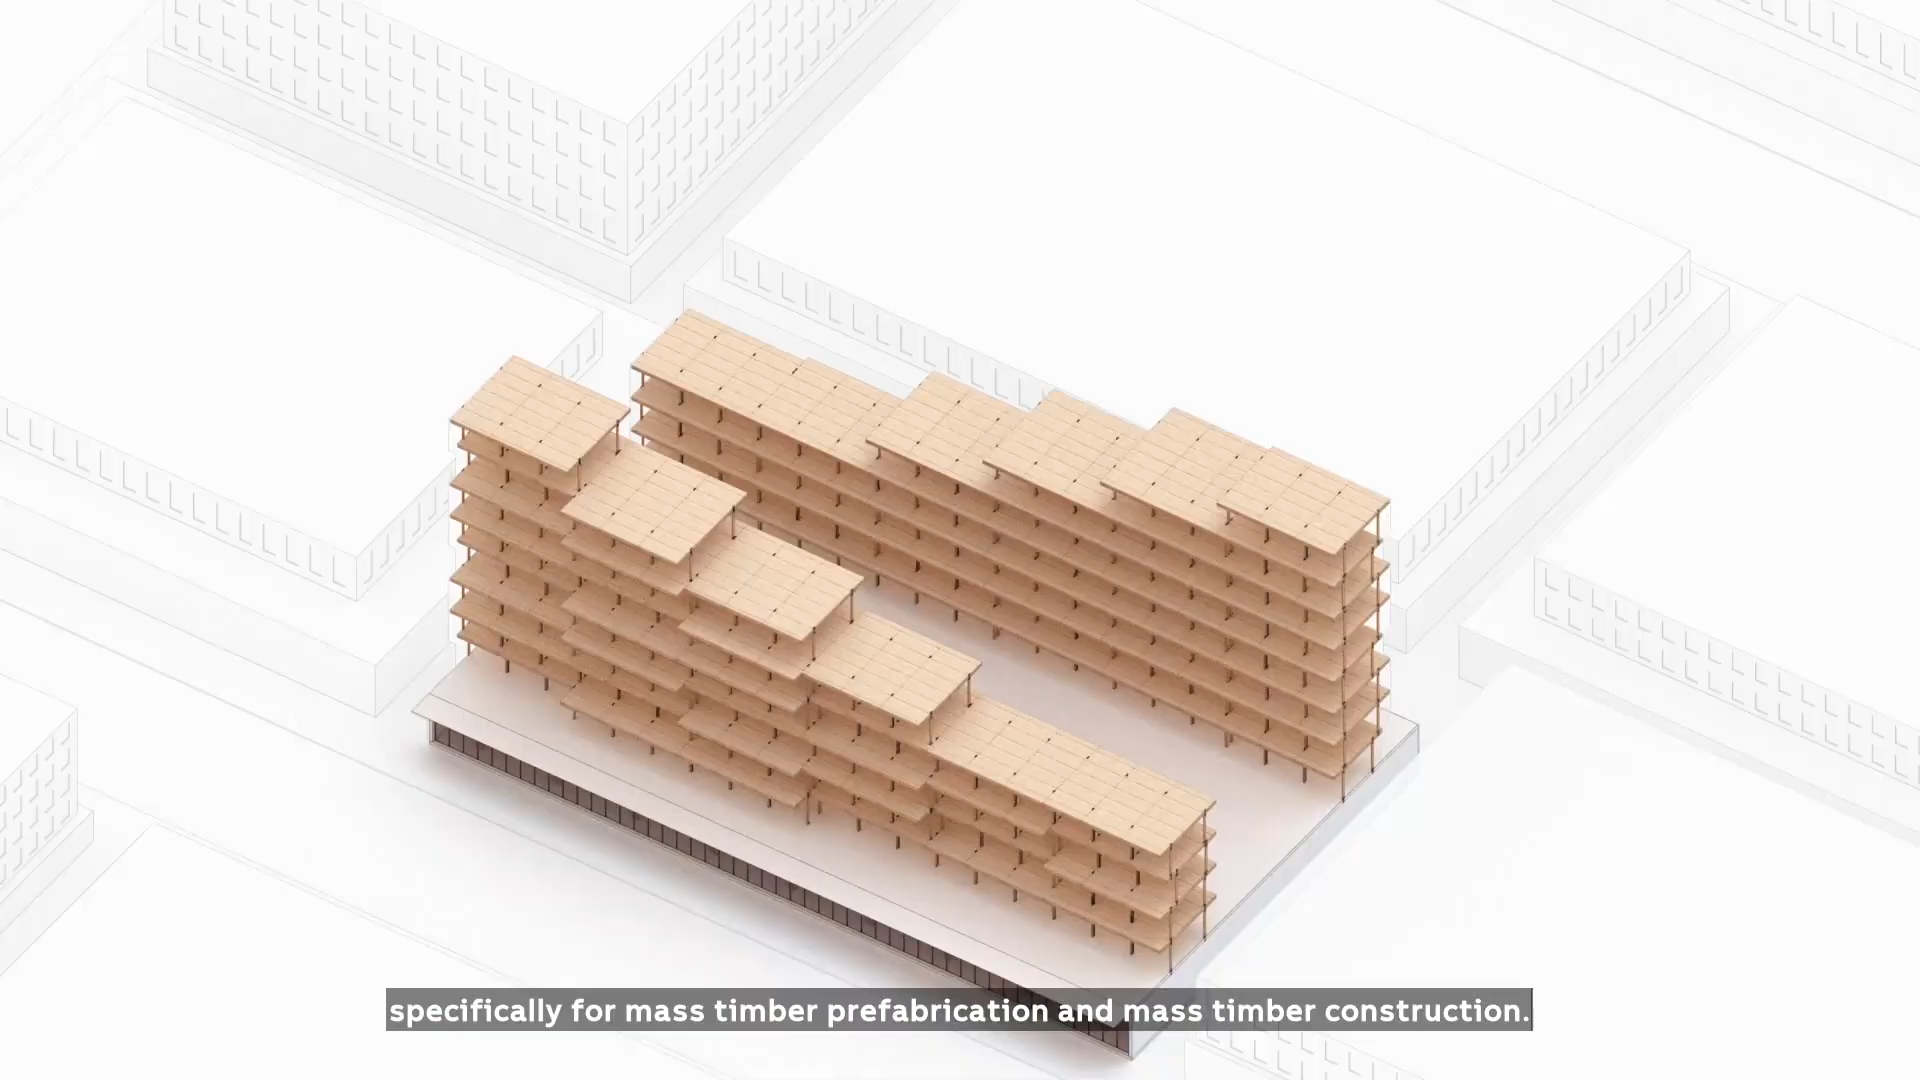 specifically for mass timber prefabrication and mass timber construction.